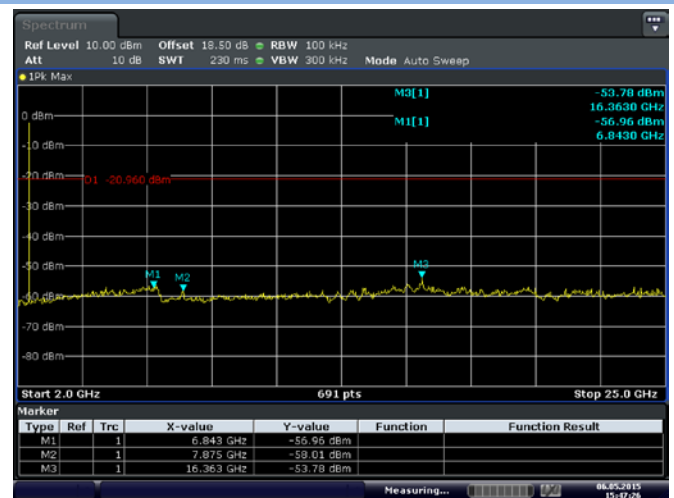 Spectrum
Ref Level 10.00 dBm Offset 18.50 dB RBW 100 kHz
Att 10 dB SWT 230 ms VBW 300 kHz Mode Auto Sweep
1Pk Max
M3[1] -53.78 dBm
16.3630 GHz
0 dBm
M1[1] -56.96 dBm
6.8430 GHz
-10 dBm
-20 dBm
D1 -20.960 dBm
-30 dBm
-40 dBm
-50 dBm
M1 M2 M3
-60 dBm
-70 dBm
-80 dBm
Start 2.0 GHz 691 pts Stop 25.0 GHz
Marker
Type Ref Trc X-value Y-value Function Function Result
M1 1 6.843 GHz -56.96 dBm
M2 1 7.875 GHz -58.01 dBm
M3 1 16.363 GHz -53.78 dBm
Measuring... 06.05.2015
15:47:26